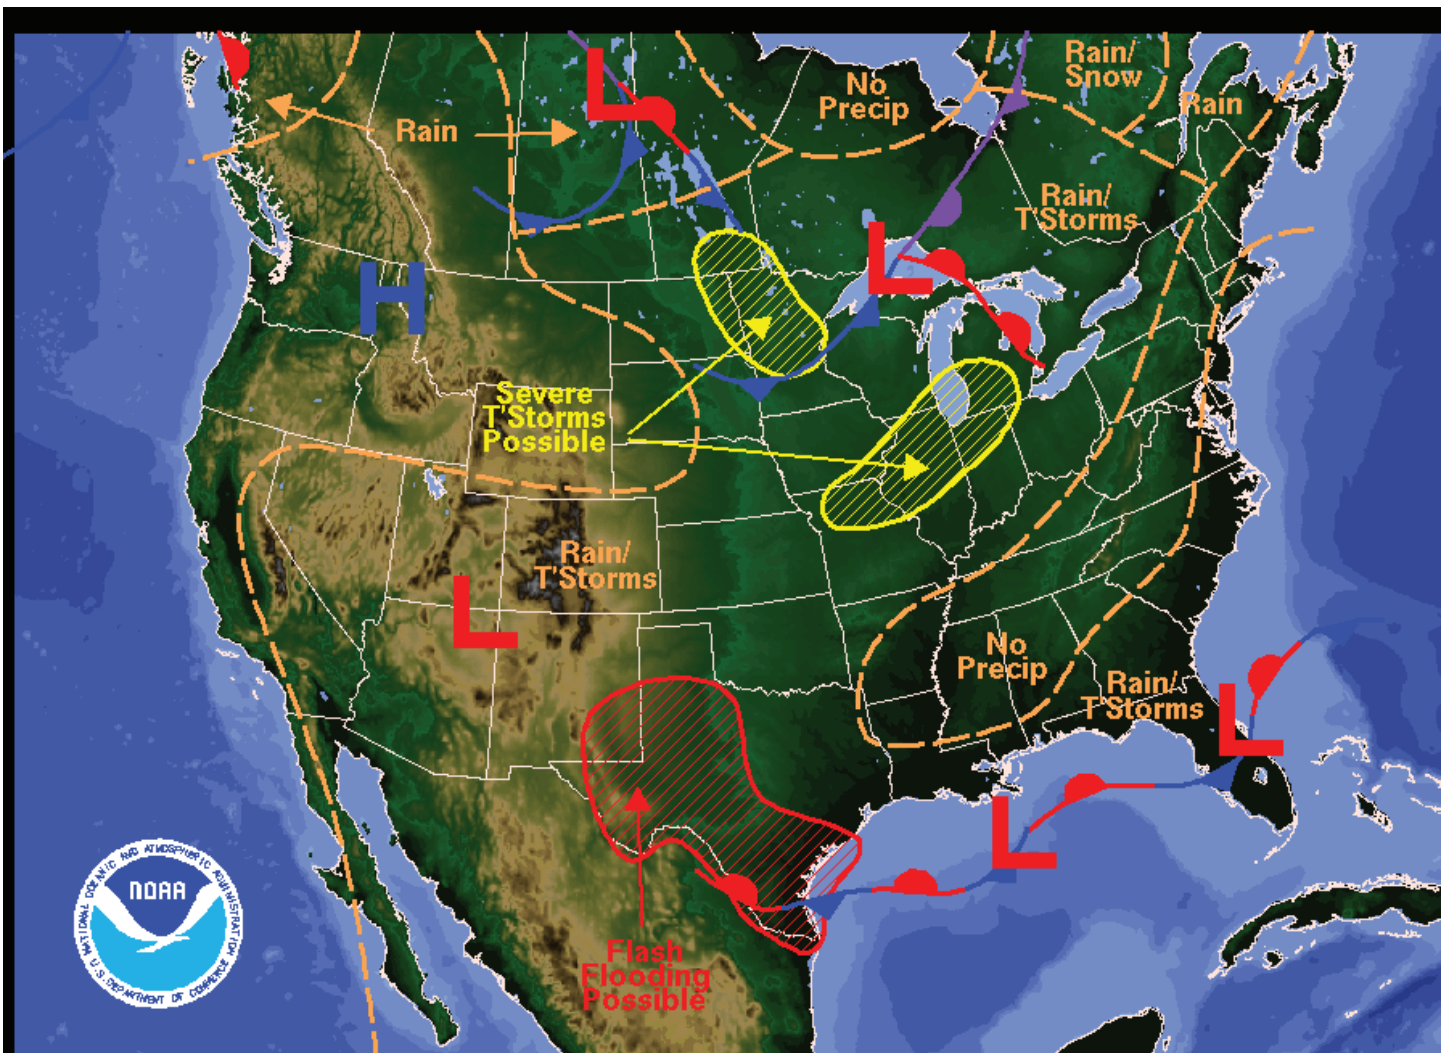 Rain/
Snow
No
Precip
Rain
Rain
L
Rain/
T'Storms
L
H
Severe
T'Storms
Possible
Rain/
T'Storms
L
No
Precip
Rain/
T'Storms
L
L
Flash
Flooding
Possible
NATIONAL OCEANIC AND ATMOSPHERIC ADMINISTRATION
NOAA
U.S. DEPARTMENT OF COMMERCE